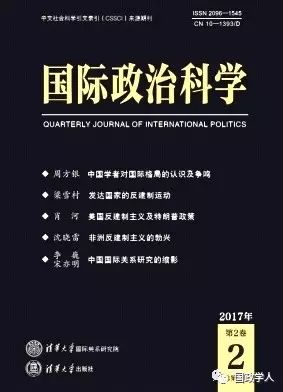 ISSN 2096-1545
CN 10-1393/D
中文社会科学引文索引(CSSCI)来源期刊
国际政治科学
QUARTERLY JOURNAL OF INTERNATIONAL POLITICS
◆ 周方银 中国学者对国际格局的认识及争鸣
◆ 梁雪村 发达国家的反建制运动
◆ 肖 河 美国反建制主义及特朗普政策
◆ 沈晓雷 非洲反建制主义的勃兴
◆ 李 巍 宋亦明 中国国际关系研究的缩影
2017年
第2卷
2
清华大学国际关系研究院
清华大学出版社
国政学人